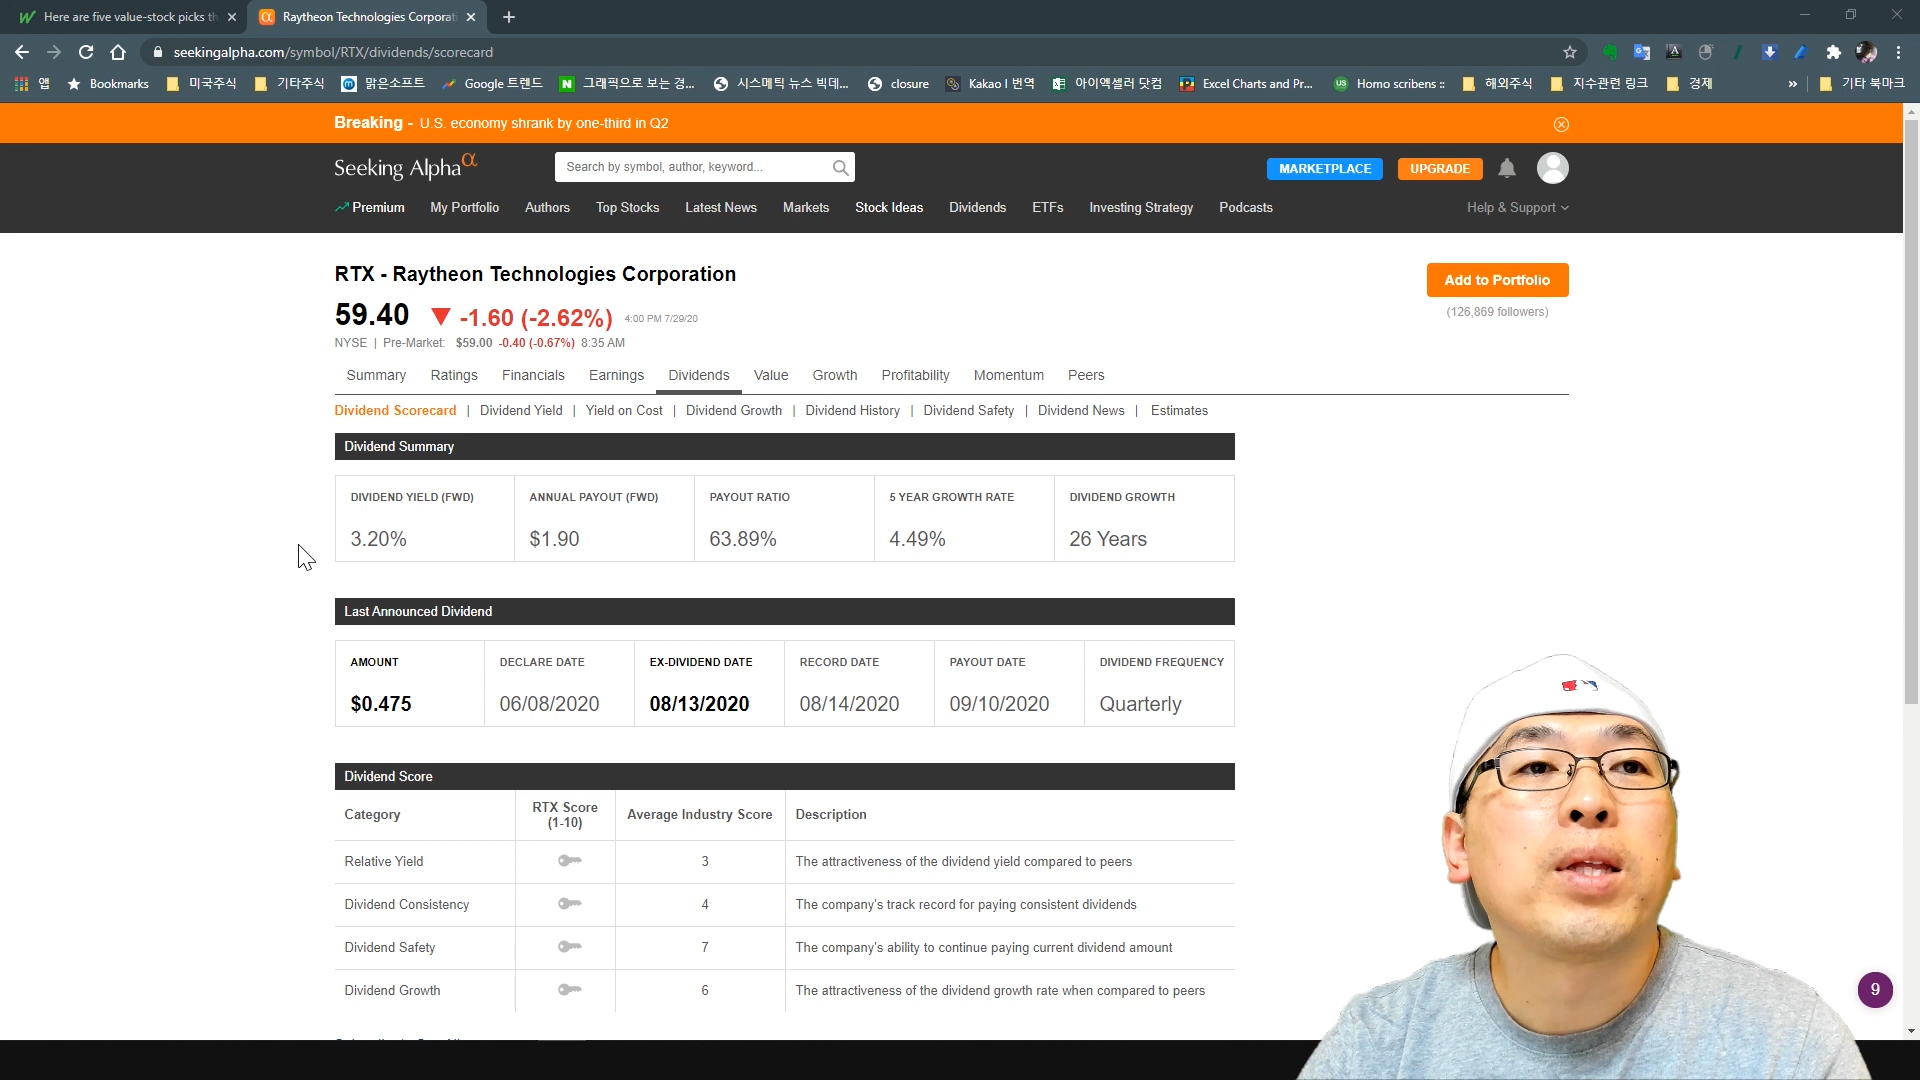 Here are five value-stock picks th
Raytheon Technologies Corporati
seekingalpha.com/symbol/RTX/dividends/scorecard
앱 Bookmarks 미국주식 기타주식 맑은소프트 Google 트렌드 그래픽으로 보는 경... 시스메틱 뉴스 빅데... closure Kakao I 번역 아이엑셀러 닷컴 Excel Charts and Pr... Homo scribens :: 해외주식 지수관련 링크 경제 » 기타 북마크
Breaking - U.S. economy shrank by one-third in Q2
Seeking Alpha α
Search by symbol, author, keyword...
MARKETPLACE UPGRADE
Premium My Portfolio Authors Top Stocks Latest News Markets Stock Ideas Dividends ETFs Investing Strategy Podcasts Help & Support
RTX - Raytheon Technologies Corporation
Add to Portfolio
59.40 -1.60 (-2.62%) 4:00 PM 7/29/20
(126,869 followers)
NYSE | Pre-Market: $59.00 -0.40 (-0.67%) 8:35 AM
Summary Ratings Financials Earnings Dividends Value Growth Profitability Momentum Peers
Dividend Scorecard | Dividend Yield | Yield on Cost | Dividend Growth | Dividend History | Dividend Safety | Dividend News | Estimates
Dividend Summary
DIVIDEND YIELD (FWD) ANNUAL PAYOUT (FWD) PAYOUT RATIO 5 YEAR GROWTH RATE DIVIDEND GROWTH
3.20% $1.90 63.89% 4.49% 26 Years
Last Announced Dividend
AMOUNT DECLARE DATE EX-DIVIDEND DATE RECORD DATE PAYOUT DATE DIVIDEND FREQUENCY
$0.475 06/08/2020 08/13/2020 08/14/2020 09/10/2020 Quarterly
Dividend Score
Category RTX Score (1-10) Average Industry Score Description
Relative Yield 3 The attractiveness of the dividend yield compared to peers
Dividend Consistency 4 The company's track record for paying consistent dividends
Dividend Safety 7 The company's ability to continue paying current dividend amount
Dividend Growth 6 The attractiveness of the dividend growth rate when compared to peers
9